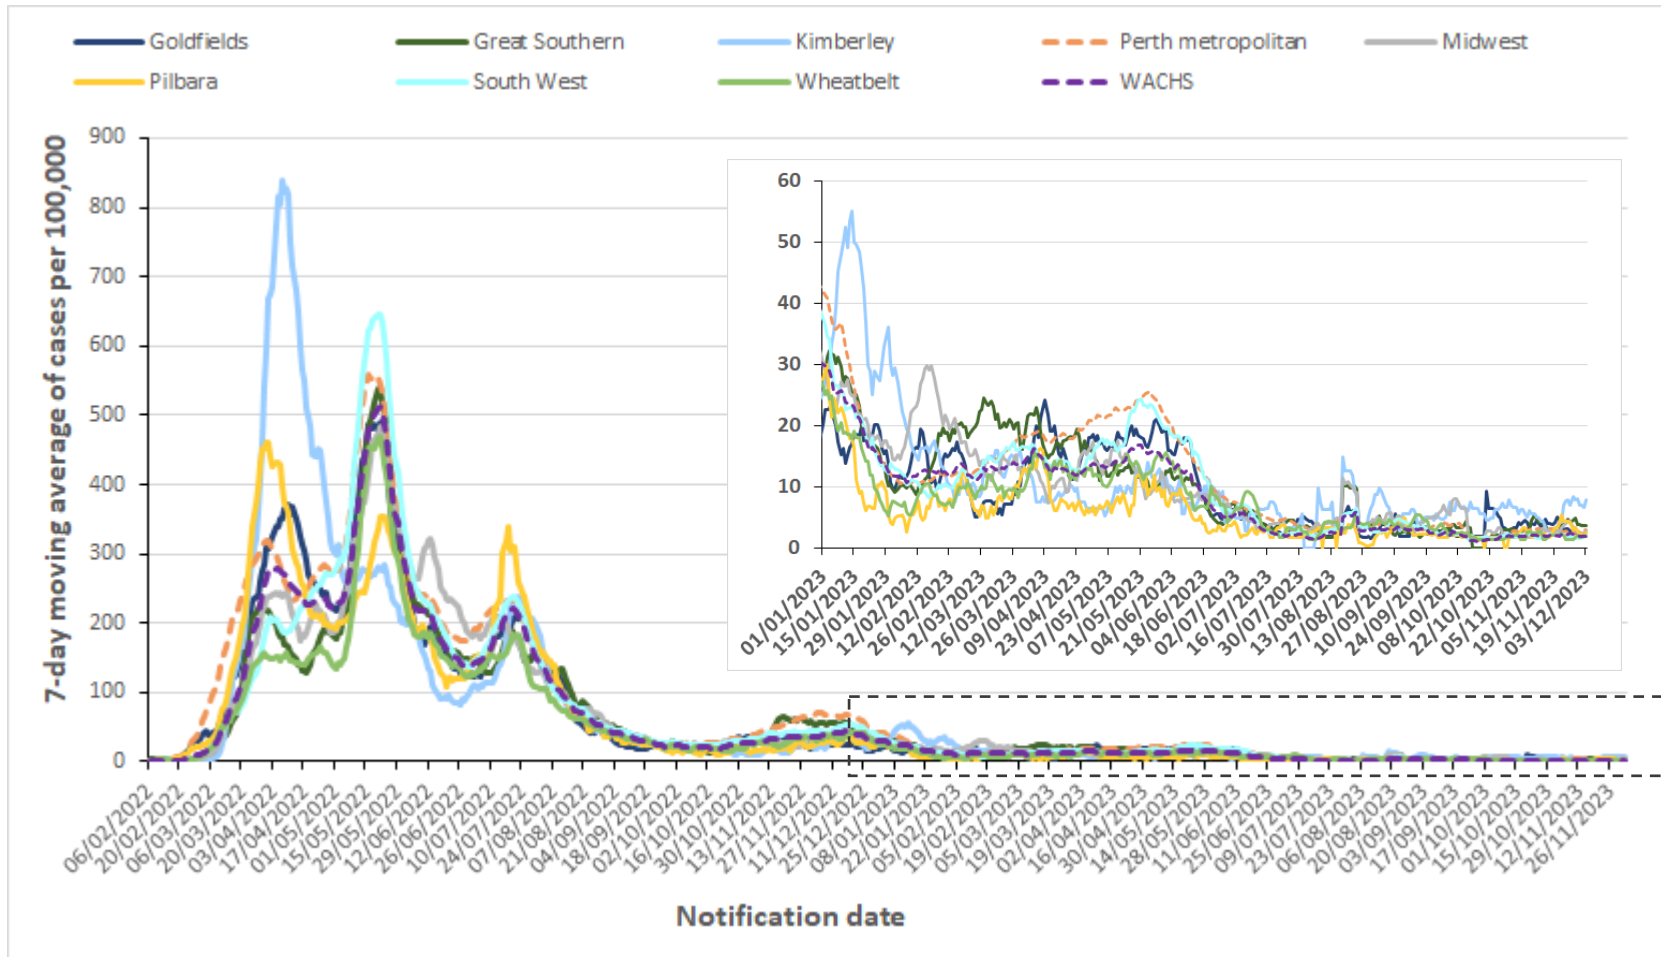 Goldfields Great Southern Kimberley Perth metropolitan Midwest
Pilbara South West Wheatbelt WACHS
7-day moving average of cases per 100,000
900
800
700
600
500
400
300
200
100
0
60
50
40
30
20
10
0
01/01/2023 15/01/2023 29/01/2023 12/02/2023 26/02/2023 12/03/2023 26/03/2023 09/04/2023 23/04/2023 07/05/2023 21/05/2023 04/06/2023 18/06/2023 02/07/2023 16/07/2023 30/07/2023 13/08/2023 27/08/2023 10/09/2023 24/09/2023 08/10/2023 22/10/2023 05/11/2023 19/11/2023 03/12/2023
06/02/2022 20/02/2022 06/03/2022 20/03/2022 03/04/2022 17/04/2022 01/05/2022 15/05/2022 29/05/2022 12/06/2022 26/06/2022 10/07/2022 24/07/2022 07/08/2022 21/08/2022 04/09/2022 18/09/2022 02/10/2022 16/10/2022 30/10/2022 13/11/2022 27/11/2022 11/12/2022 25/12/2022 08/01/2023 22/01/2023 05/02/2023 19/02/2023 05/03/2023 19/03/2023 02/04/2023 16/04/2023 30/04/2023 14/05/2023 28/05/2023 11/06/2023 25/06/2023 09/07/2023 23/07/2023 06/08/2023 20/08/2023 03/09/2023 17/09/2023 01/10/2023 15/10/2023 29/10/2023 12/11/2023 26/11/2023
Notification date